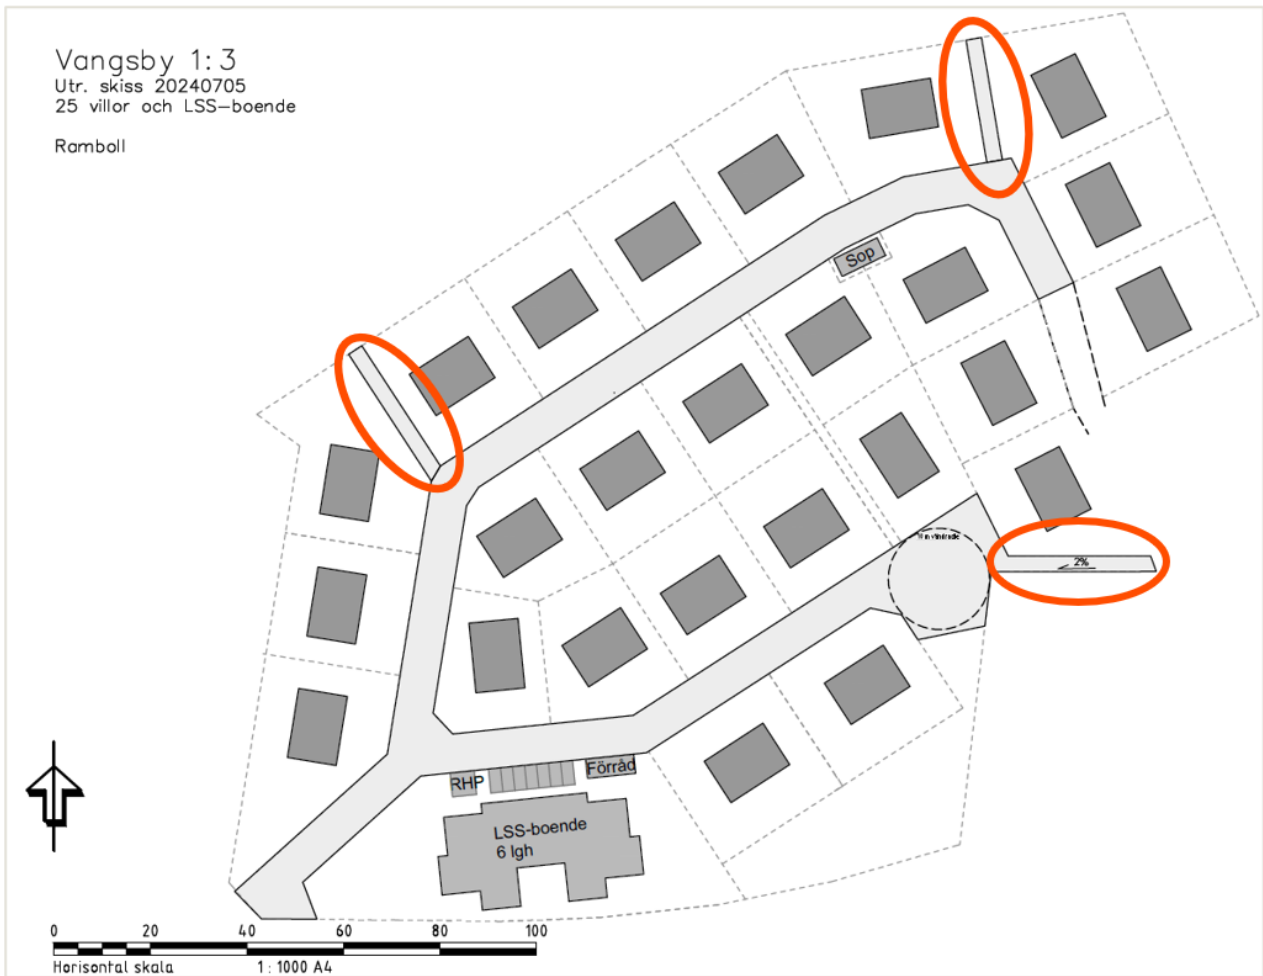 Vangsby 1:3
Utr. skiss 20240705
25 villor och LSS-boende
Ramboll
Sop
2%
RHP
Förråd
LSS-boende
6 lgh
0 20 40 60 80 100
Horisontal skala 1:1000 A4